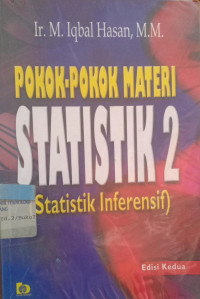 Ir. M. Iqbal Hasan, M.M.
POKOK-POKOK MATERI
STATISTIK 2
(Statistik Inferensif)
Edisi Kedua